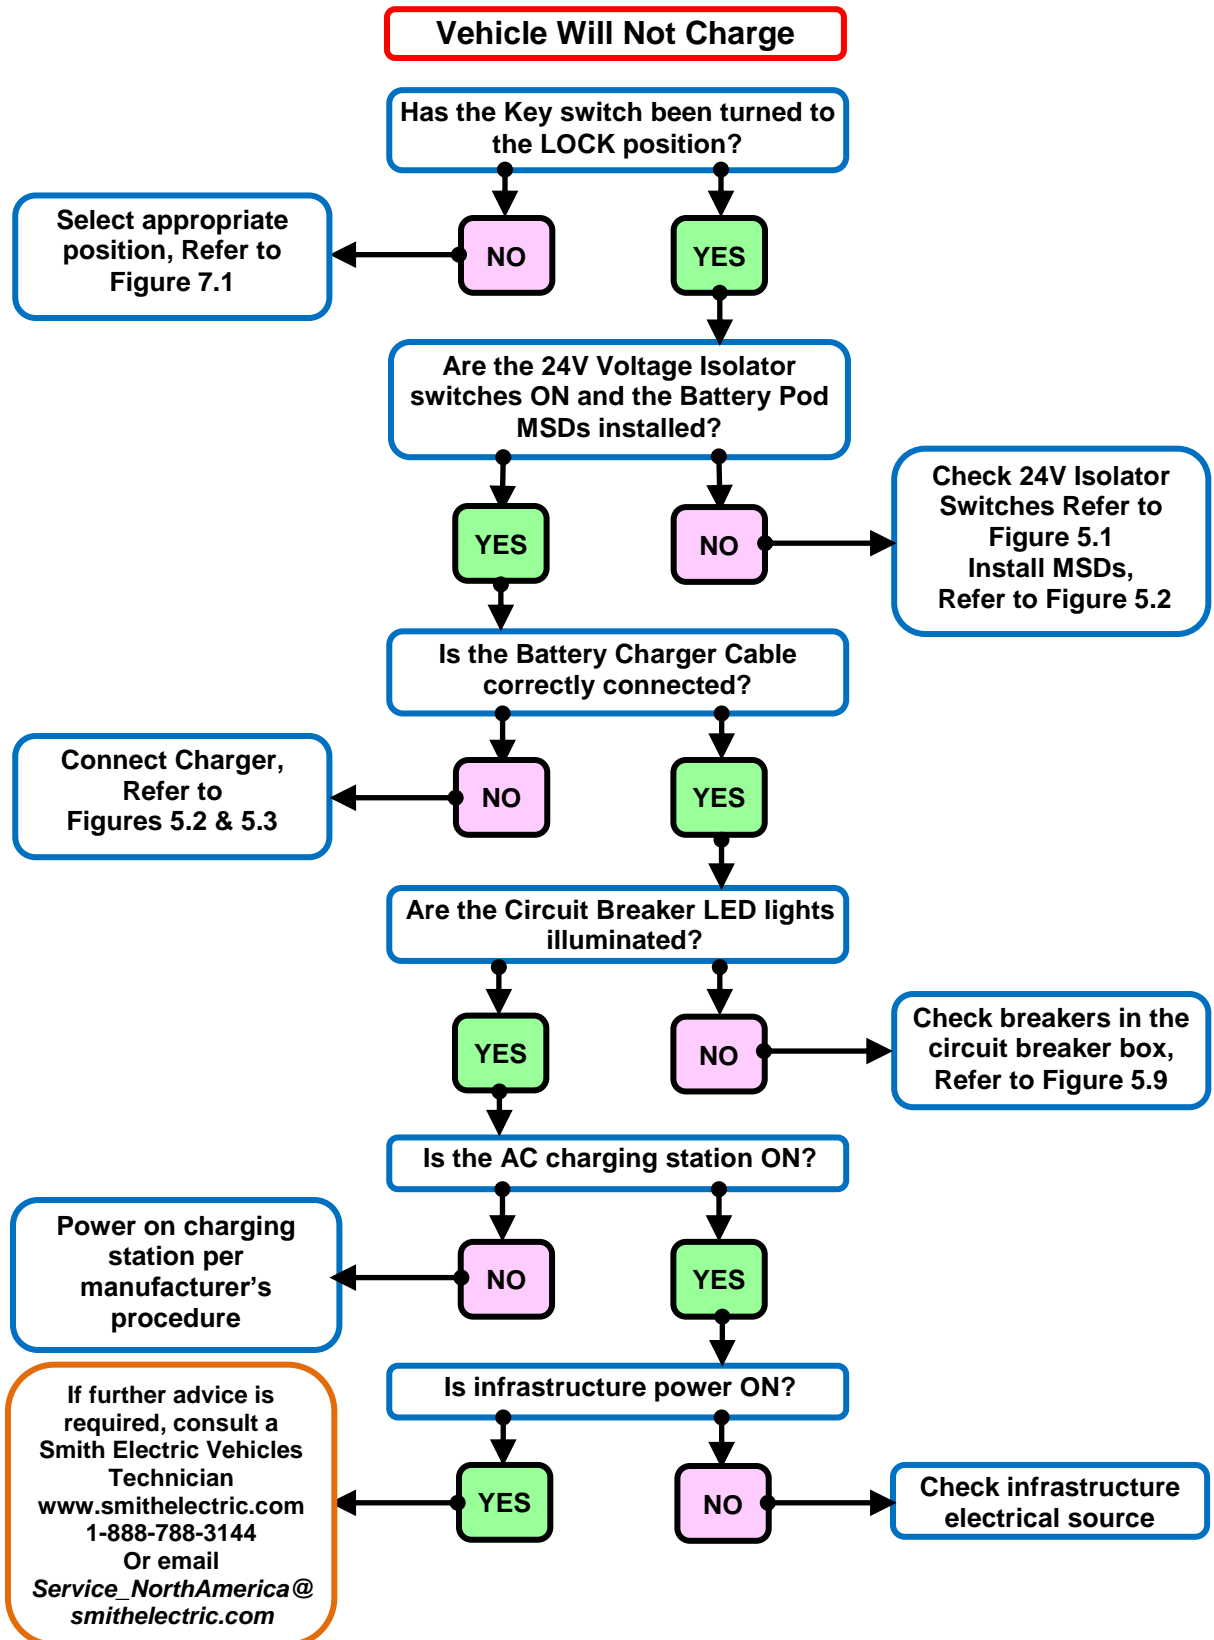 Vehicle Will Not Charge
Has the Key switch been turned to
the LOCK position?
Select appropriate
position, Refer to
Figure 7.1
NO
YES
Are the 24V Voltage Isolator
switches ON and the Battery Pod
MSDs installed?
YES
NO
Check 24V Isolator
Switches Refer to
Figure 5.1
Install MSDs,
Refer to Figure 5.2
Is the Battery Charger Cable
correctly connected?
Connect Charger,
Refer to
Figures 5.2 & 5.3
NO
YES
Are the Circuit Breaker LED lights
illuminated?
YES
NO
Check breakers in the
circuit breaker box,
Refer to Figure 5.9
Is the AC charging station ON?
Power on charging
station per
manufacturer’s
procedure
NO
YES
Is infrastructure power ON?
If further advice is
required, consult a
Smith Electric Vehicles
Technician
www.smithelectric.com
1-888-788-3144
Or email
Service_NorthAmerica@
smithelectric.com
YES
NO
Check infrastructure
electrical source